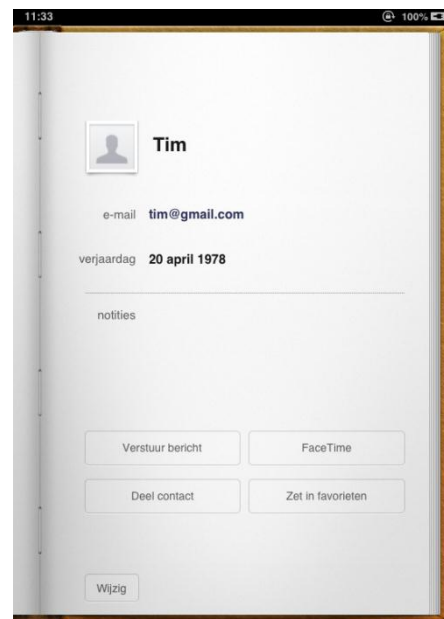 11:33 100%
Tim
e-mail tim@gmail.com
verjaardag 20 april 1978
notities
Verstuur bericht FaceTime
Deel contact Zet in favorieten
Wijzig